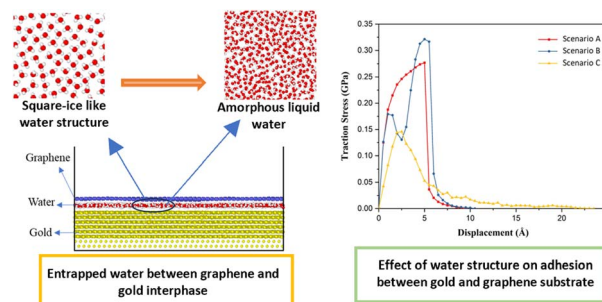 Square-ice like
water structure
Amorphous liquid
water
Graphene
Water
Gold
Entrapped water between graphene and
gold interphase
Traction Stress (GPa)
0.35
0.30
0.25
0.20
0.15
0.10
0.05
0.00
0
5
10
15
20
Displacement (Å)
Scenario A
Scenario B
Scenario C
Effect of water structure on adhesion
between gold and graphene substrate